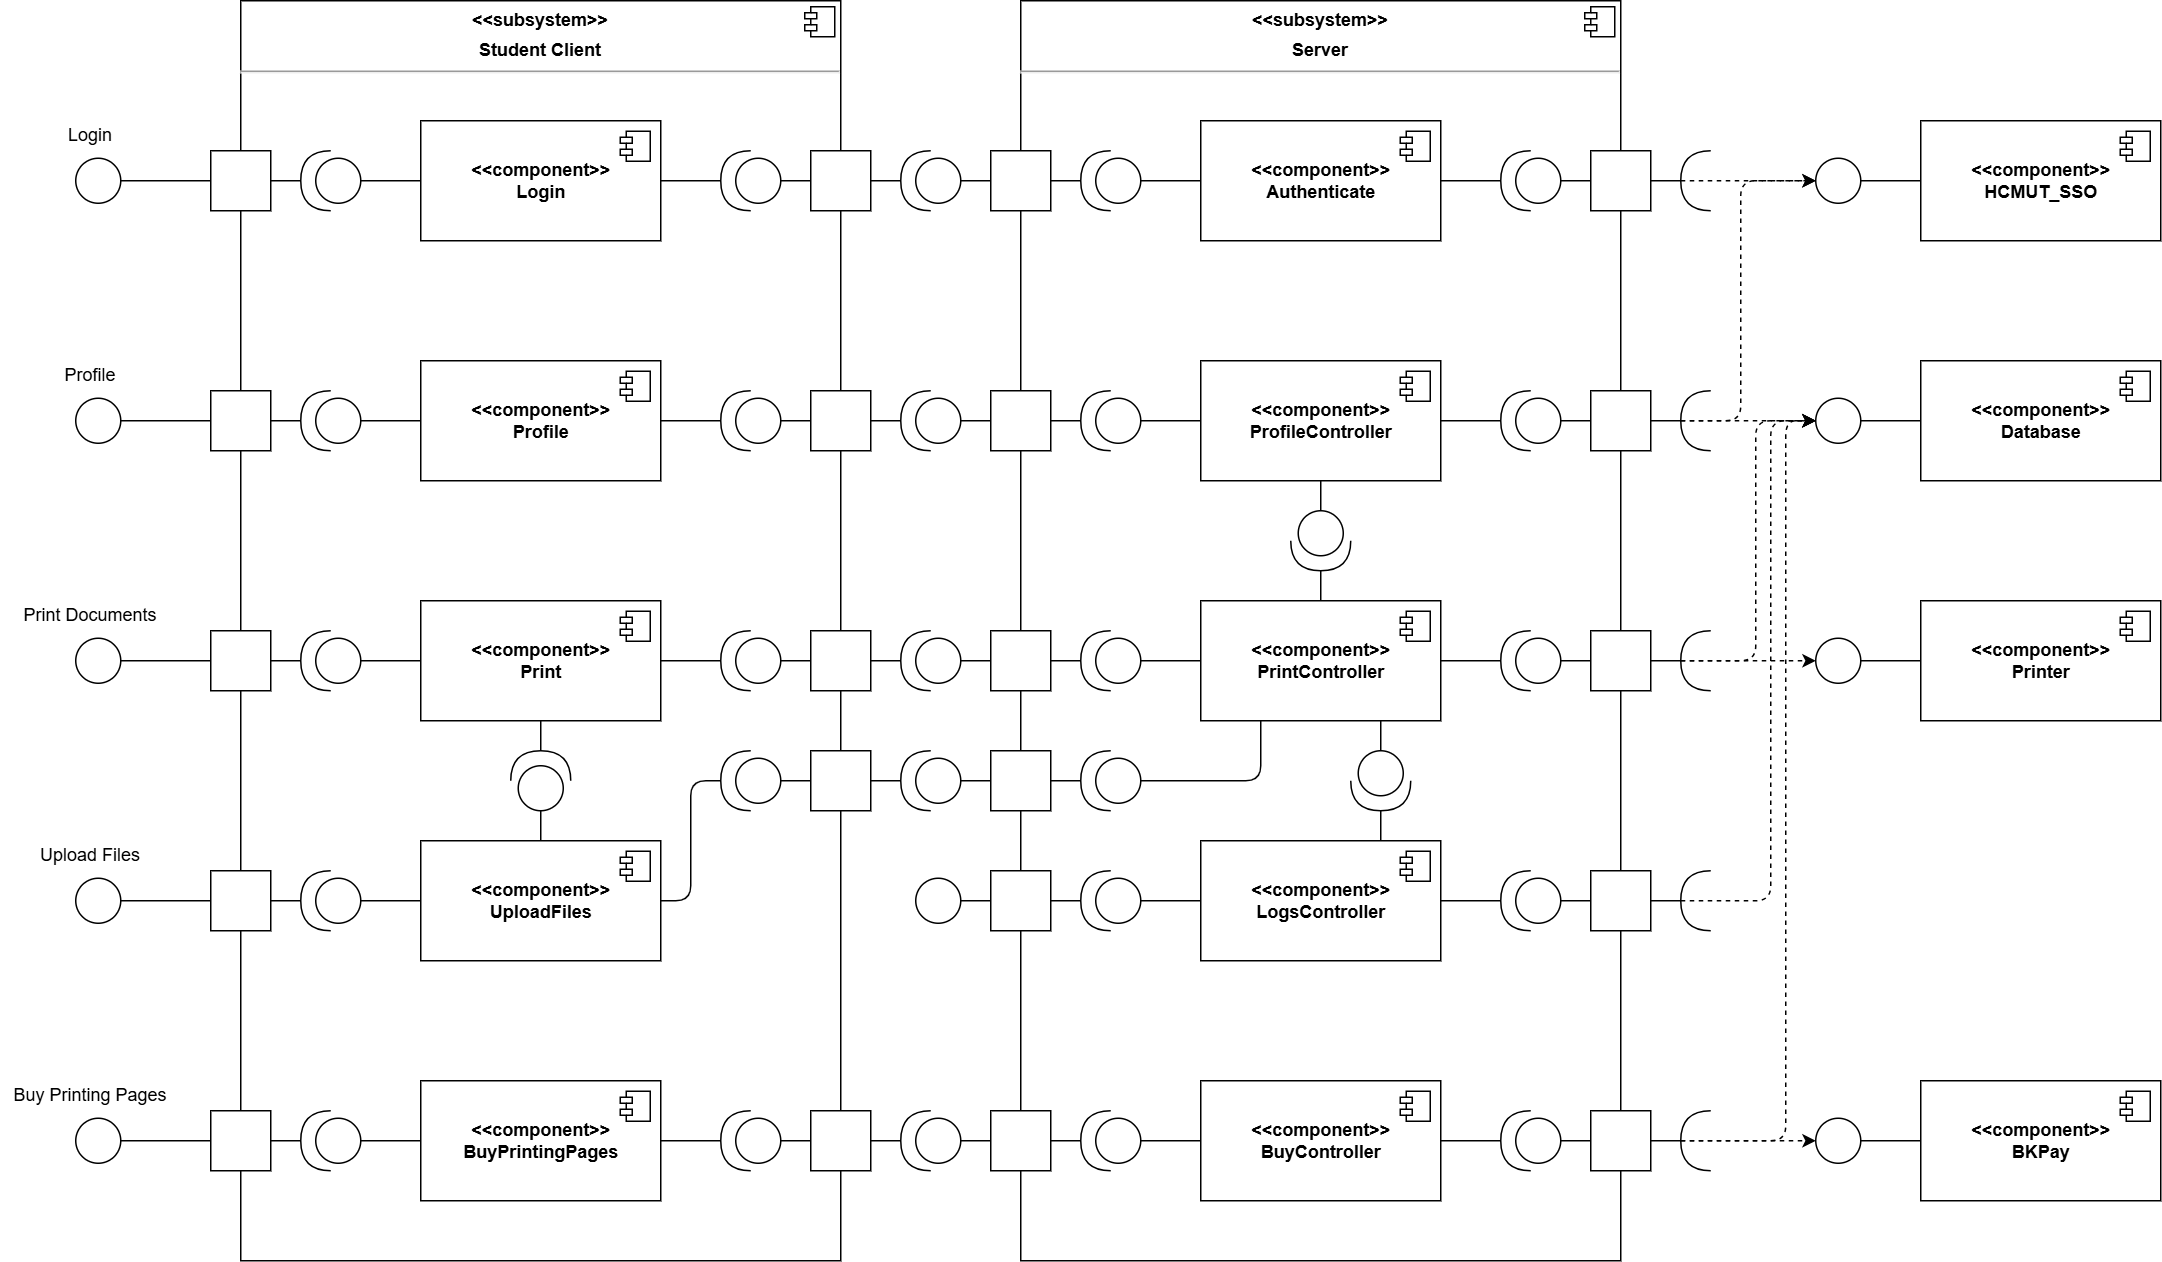 <<subsystem>>
Student Client
<<subsystem>>
Server
Login
<<component>>
Login
<<component>>
Authenticate
<<component>>
HCMUT_SSO
Profile
<<component>>
Profile
<<component>>
ProfileController
<<component>>
Database
Print Documents
<<component>>
Print
<<component>>
PrintController
<<component>>
Printer
Upload Files
<<component>>
UploadFiles
<<component>>
LogsController
Buy Printing Pages
<<component>>
BuyPrintingPages
<<component>>
BuyController
<<component>>
BKPay